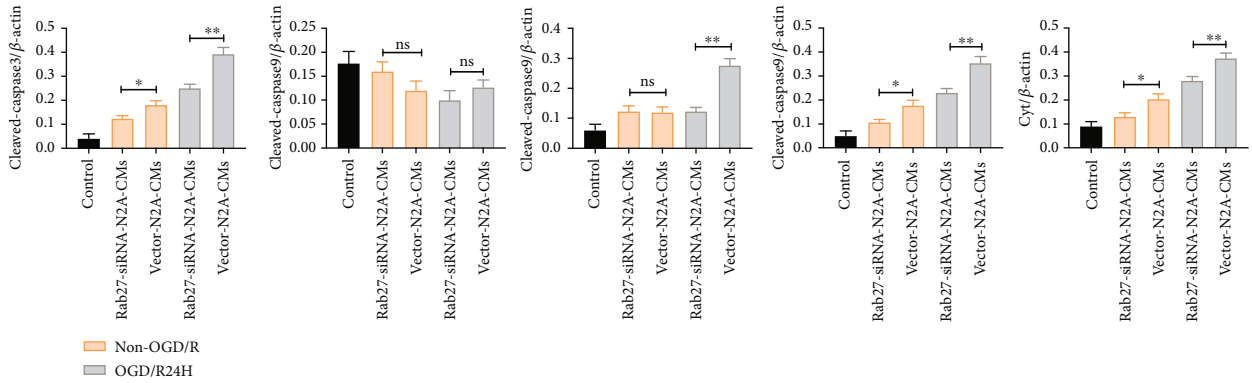 Cleaved-caspase3/β-actin
0.5
0.4
0.3
0.2
0.1
0.0
*
**
Control
Rab27-siRNA-N2A-CMs
Vector-N2A-CMs
Rab27-siRNA-N2A-CMs
Vector-N2A-CMs
Cleaved-caspase9/β-actin
0.25
0.20
0.15
0.10
0.05
0.00
ns
ns
Control
Rab27-siRNA-N2A-CMs
Vector-N2A-CMs
Rab27-siRNA-N2A-CMs
Vector-N2A-CMs
Cleaved-caspase9/β-actin
0.4
0.3
0.2
0.1
0.0
ns
**
Control
Rab27-siRNA-N2A-CMs
Vector-N2A-CMs
Rab27-siRNA-N2A-CMs
Vector-N2A-CMs
Cleaved-caspase9/β-actin
0.5
0.4
0.3
0.2
0.1
0.0
*
**
Control
Rab27-siRNA-N2A-CMs
Vector-N2A-CMs
Rab27-siRNA-N2A-CMs
Vector-N2A-CMs
Cyt/β-actin
0.5
0.4
0.3
0.2
0.1
0.0
*
**
Control
Rab27-siRNA-N2A-CMs
Vector-N2A-CMs
Rab27-siRNA-N2A-CMs
Vector-N2A-CMs
Non-OGD/R
OGD/R24H